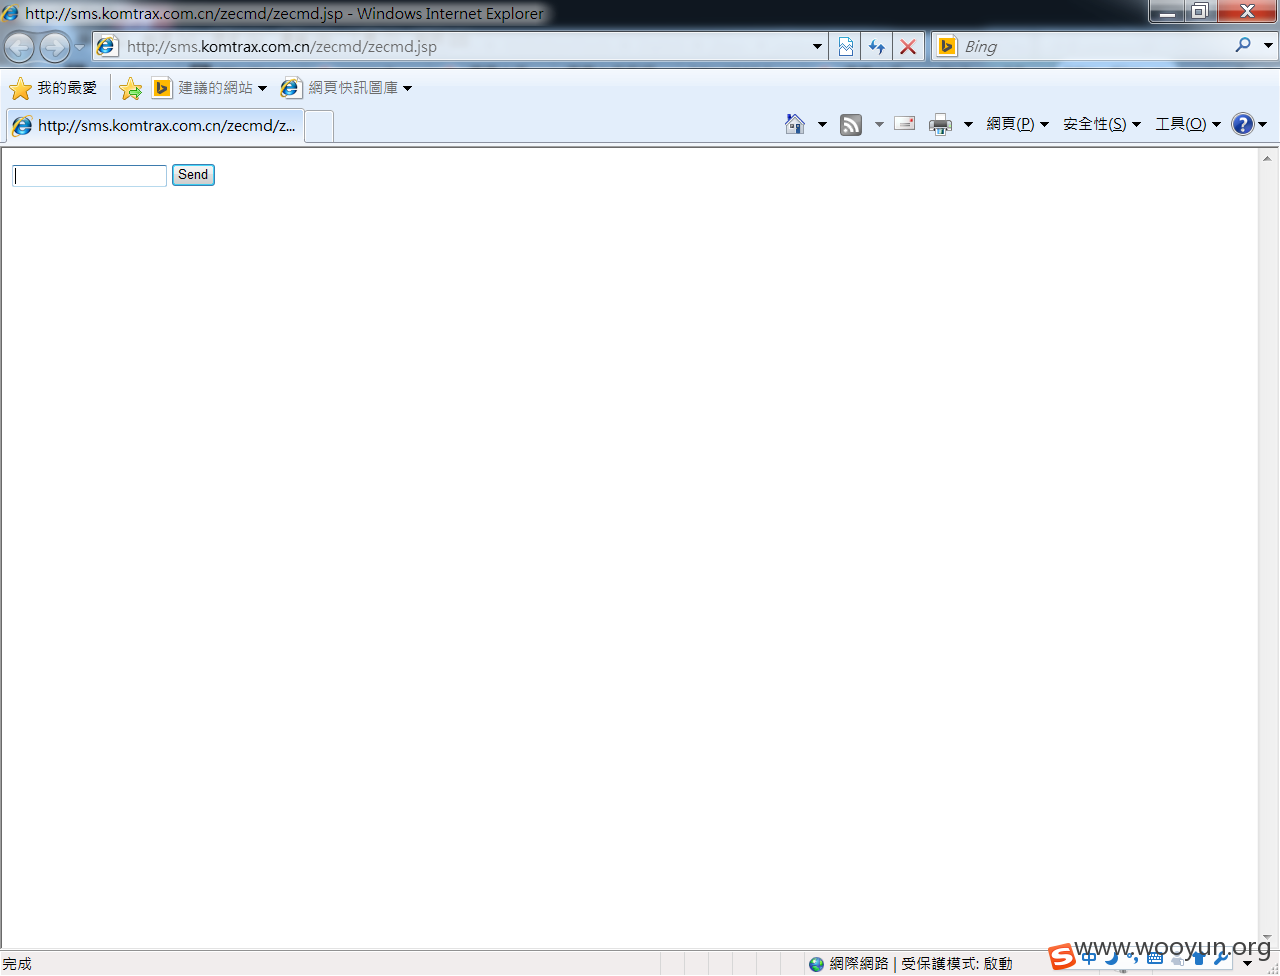 http://sms.komtrax.com.cn/zecmd/zecmd.jsp - Windows Internet Explorer
http://sms.komtrax.com.cn/zecmd/zecmd.jsp
Bing
我的最愛
建議的網站
網頁快訊圖庫
http://sms.komtrax.com.cn/zecmd/z...
網頁(P)
安全性(S)
工具(O)
Send
完成
網際網路 | 受保護模式: 啟動
中
www.wooyun.org